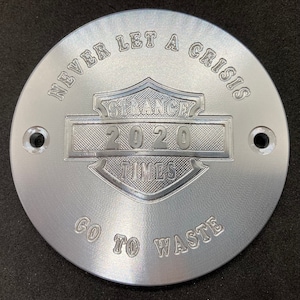 NEVER LET A CRISIS
STRANGE
2020
TIMES
GO TO WASTE